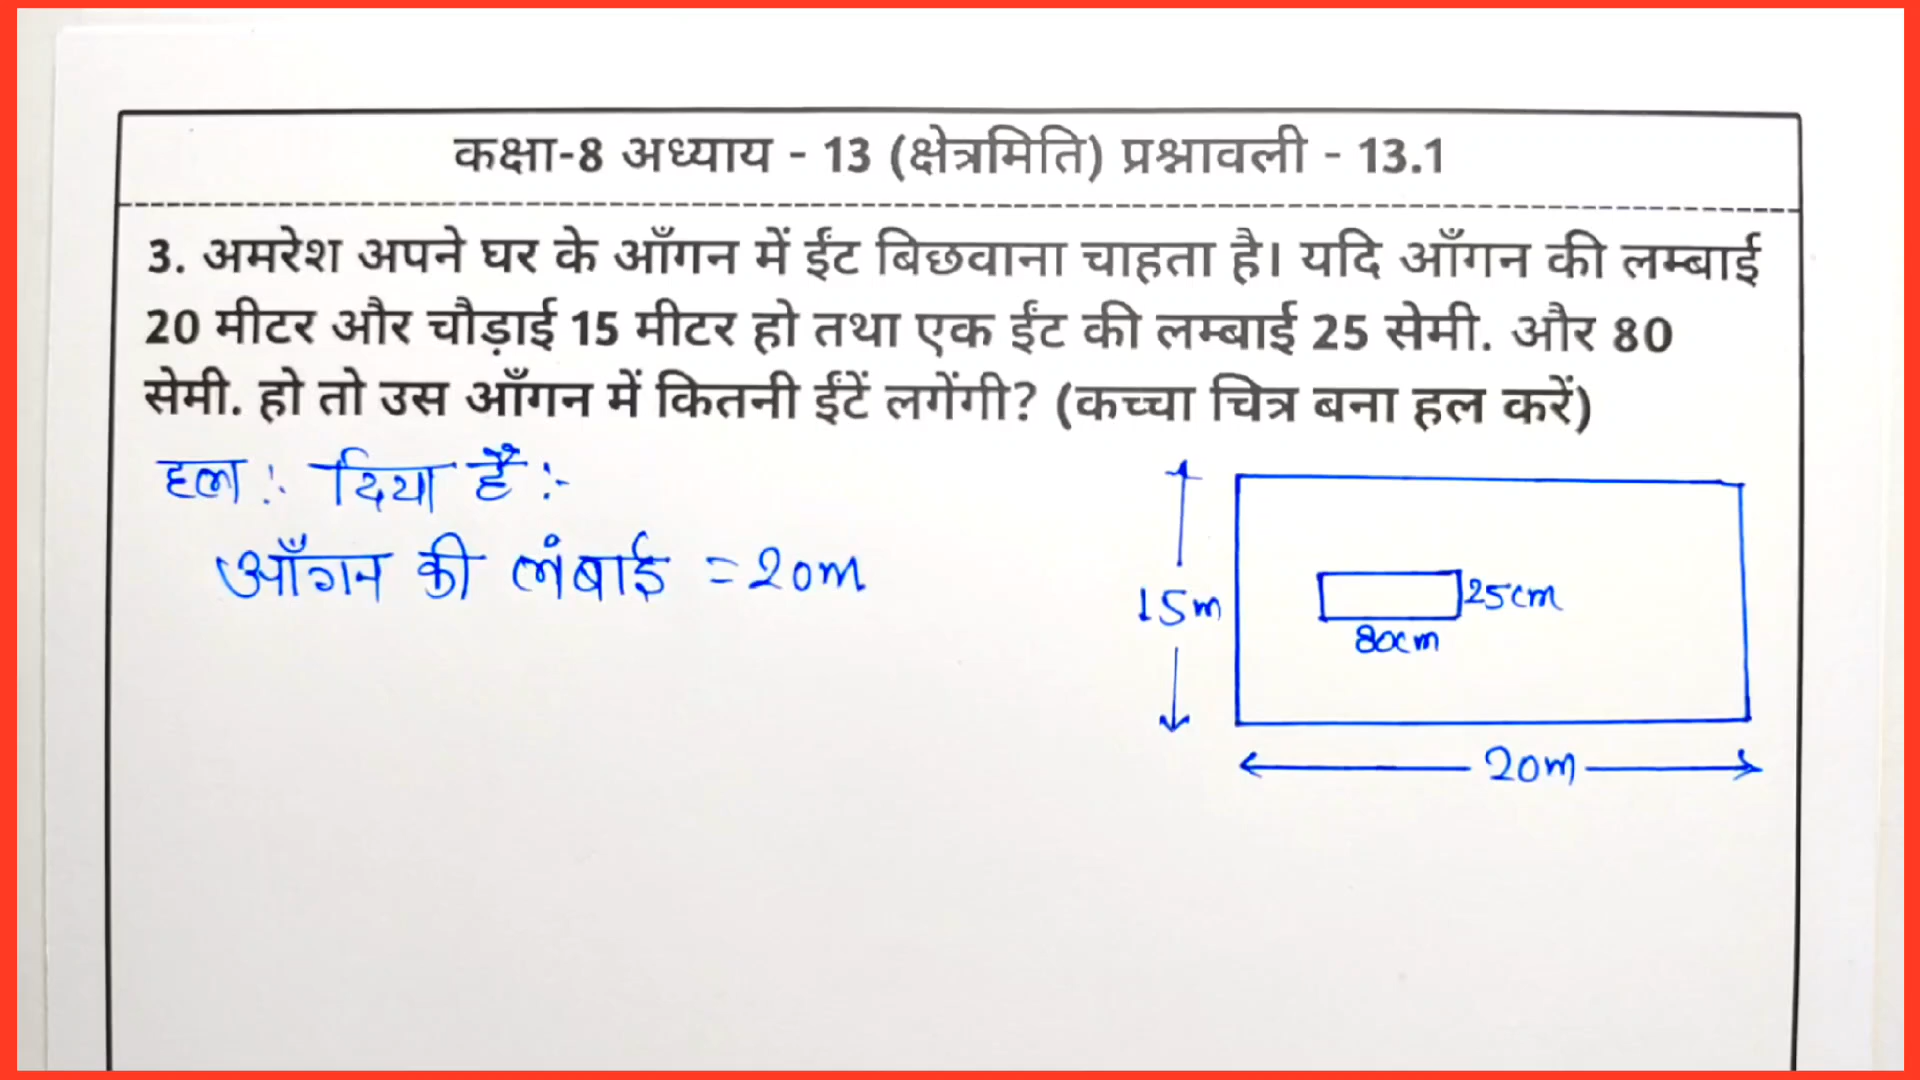 कक्षा-8 अध्याय - 13 (क्षेत्रमिति) प्रश्नावली - 13.1
3. अमरेश अपने घर के आँगन में ईंट बिछवाना चाहता है। यदि आँगन की लम्बाई
20 मीटर और चौड़ाई 15 मीटर हो तथा एक ईंट की लम्बाई 25 सेमी. और 80
सेमी. हो तो उस आँगन में कितनी ईंटें लगेंगी? (कच्चा चित्र बना हल करें)
हल :- दिया है :-
आँगन की लंबाई = 20m
15m
25cm
80cm
20m